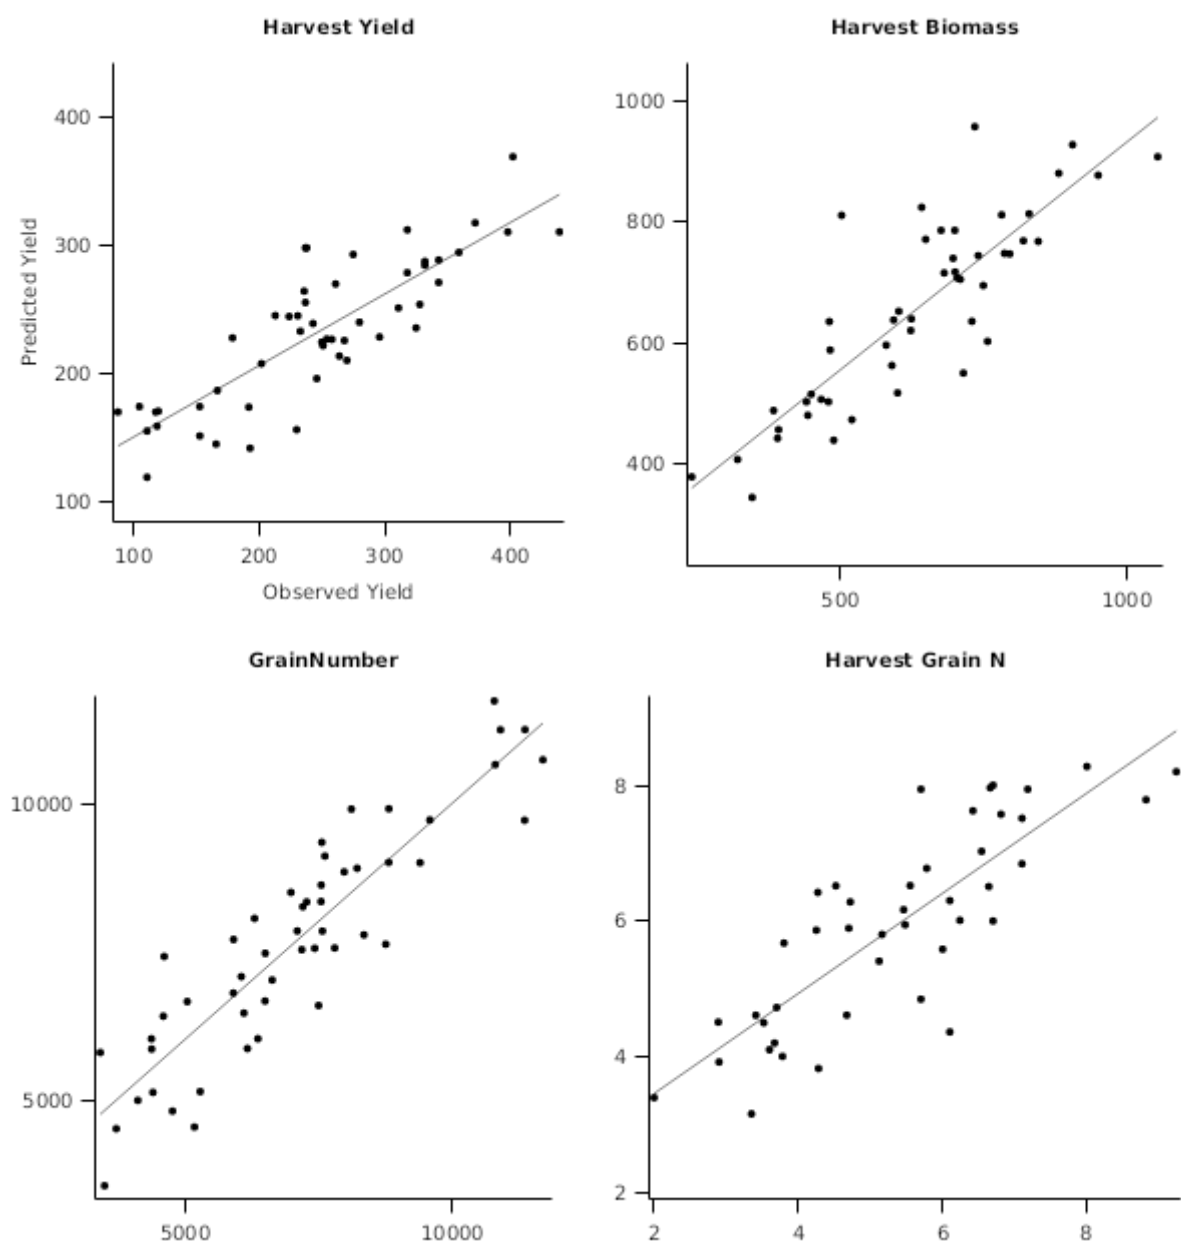 Harvest Yield
Predicted Yield
400
300
200
100
100 200 300 400
Observed Yield
Harvest Biomass
1000
800
600
400
500 1000
GrainNumber
10000
5000
5000 10000
Harvest Grain N
8
6
4
2
2 4 6 8